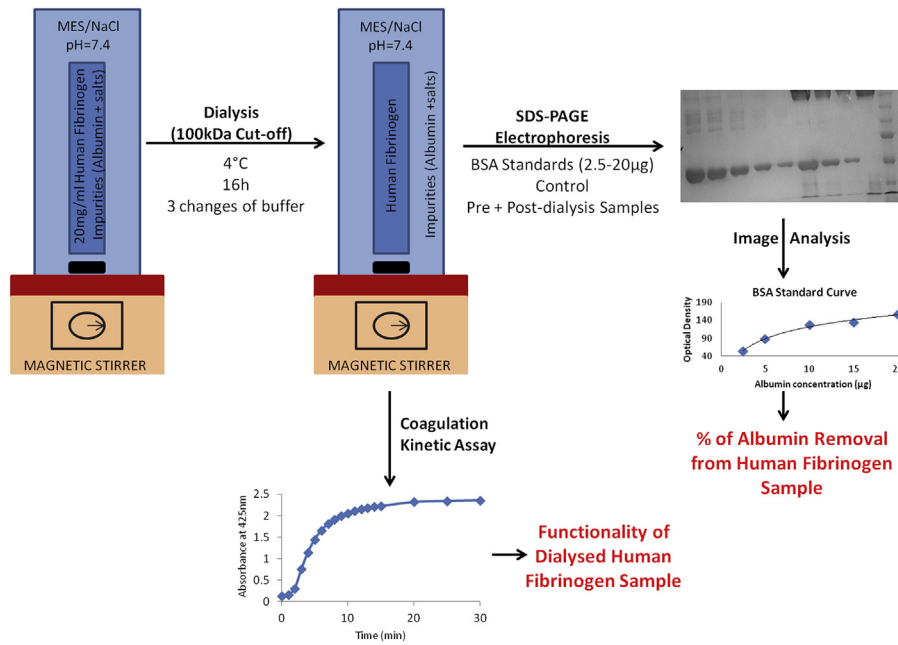 MES/NaCl
pH=7.4
20mg/ml Human Fibrinogen
Impurities (Albumin + salts)
MAGNETIC STIRRER
Dialysis
(100kDa Cut-off)
4°C
16h
3 changes of buffer
MES/NaCl
pH=7.4
Human Fibrinogen
Impurities (Albumin +salts)
MAGNETIC STIRRER
SDS-PAGE
Electrophoresis
BSA Standards (2.5-20µg)
Control
Pre + Post-dialysis Samples
Image Analysis
BSA Standard Curve
Optical Density
190
140
90
40
0 5 10 15
Albumin concentration (µg)
% of Albumin Removal
from Human Fibrinogen
Sample
Coagulation
Kinetic Assay
Absorbance at 425nm
2.5
2
1.5
1
0.5
0
0 10 20 30
Time (min)
Functionality of
Dialysed Human
Fibrinogen Sample